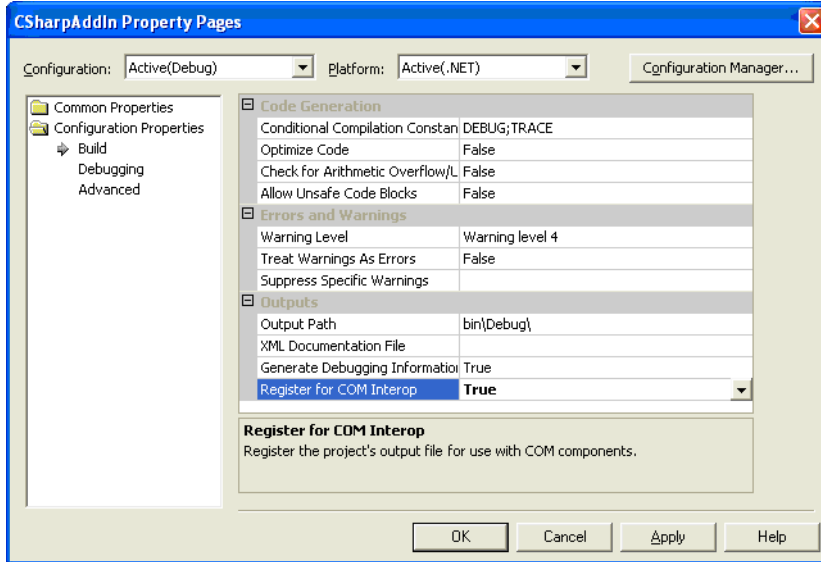 CSharpAddIn Property Pages
Configuration: Active(Debug) Platform: Active(.NET) Configuration Manager...
Common Properties
Configuration Properties
Build
Debugging
Advanced
Code Generation
Conditional Compilation Constan DEBUG;TRACE
Optimize Code False
Check for Arithmetic Overflow/L False
Allow Unsafe Code Blocks False
Errors and Warnings
Warning Level Warning level 4
Treat Warnings As Errors False
Suppress Specific Warnings
Outputs
Output Path bin\Debug\
XML Documentation File
Generate Debugging Information True
Register for COM Interop True
Register for COM Interop
Register the project's output file for use with COM components.
OK Cancel Apply Help